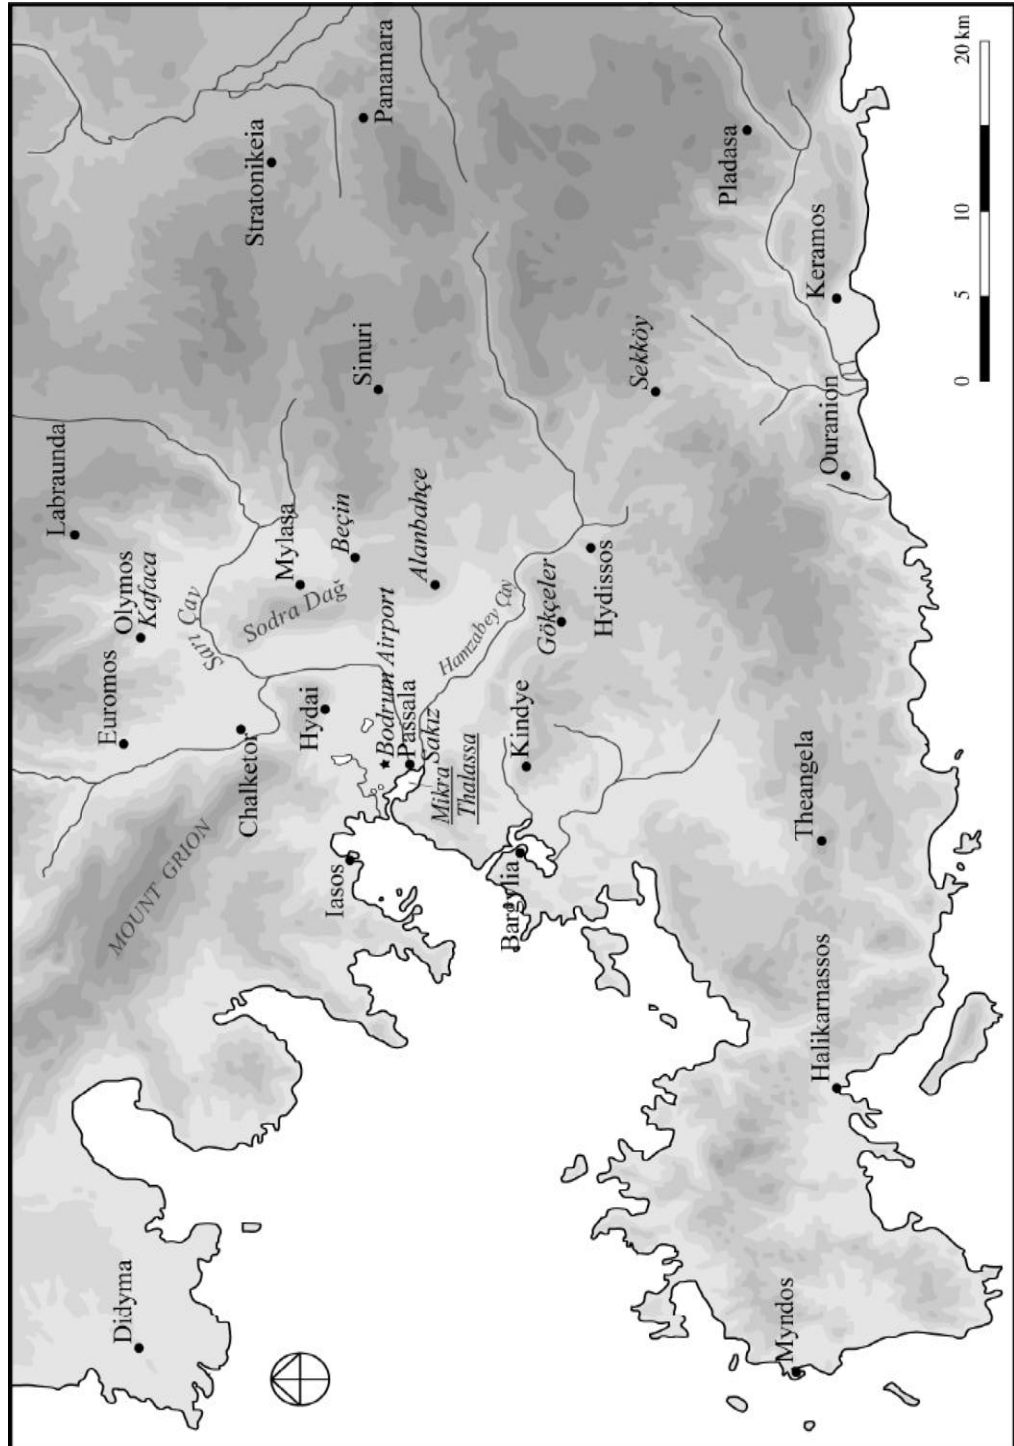 Didyma
MOUNT GRION
Euromos
Olymos
Kafaca
Labraunda
Chalketor
Sarı Çay
Hydai
Sodra Dağ
Mylasa
Beçin
Stratonikeia
Panamara
Sinuri
Iasos
Bodrum Airport
Passala
Sakız
Mikra
Thalassa
Alanbahçe
Hamzabey Çay
Bargylia
Kindye
Gökçeler
Hydissos
Sekköy
Pladasa
Myndos
Halikarnassos
Theangela
Ouranion
Keramos
0
5
10
20 km